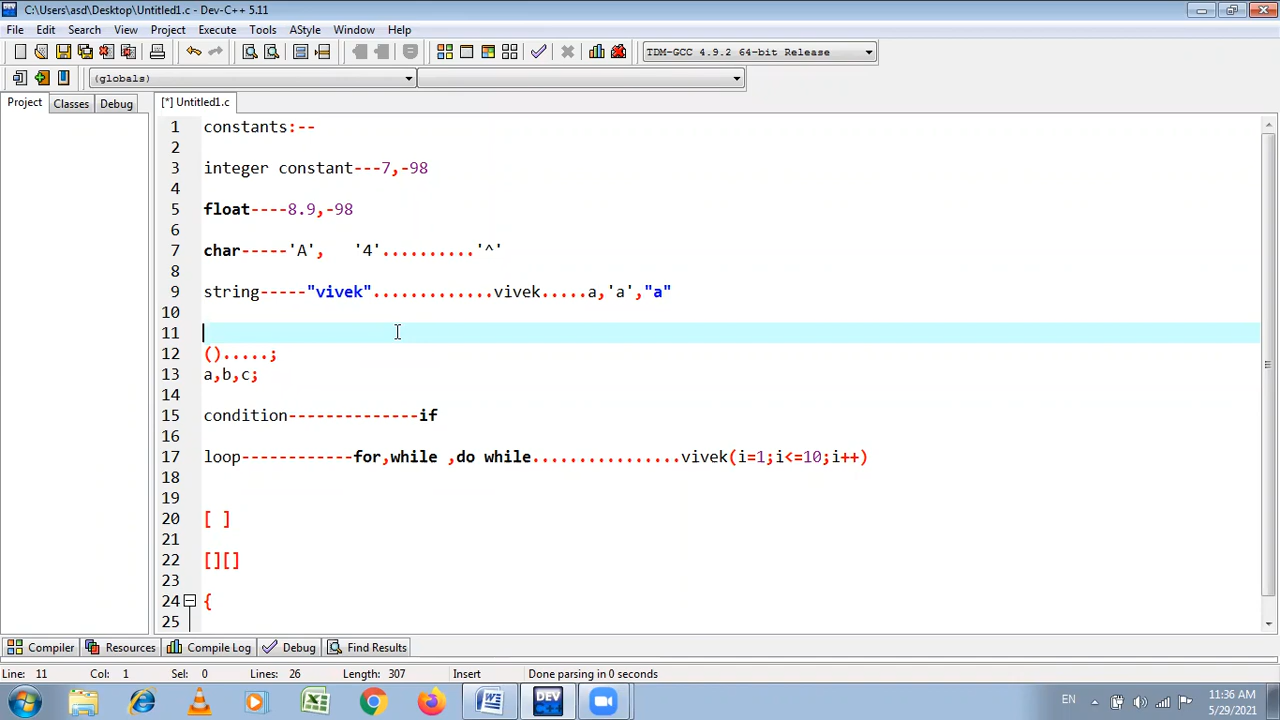 C:\Users\asd\Desktop\Untitled1.c - Dev-C++ 5.11
File Edit Search View Project Execute Tools AStyle Window Help
TDM-GCC 4.9.2 64-bit Release
(globals)
Project Classes Debug [*] Untitled1.c
1 constants:--
2
3 integer constant---7,-98
4
5 float----8.9,-98
6
7 char-----'A', '4'..........'^'
8
9 string-----"vivek".............vivek.....a,'a',"a"
10
11
12 ().....;
13 a,b,c;
14
15 condition--------------if
16
17 loop------------for,while ,do while................vivek(i=1;i<=10;i++)
18
19
20 [ ]
21
22 [][]
23
24 {
25
Compiler Resources Compile Log Debug Find Results
Line: 11 Col: 1 Sel: 0 Lines: 26 Length: 307 Insert Done parsing in 0 seconds
DEV C++ EN 11:36 AM
5/29/2021